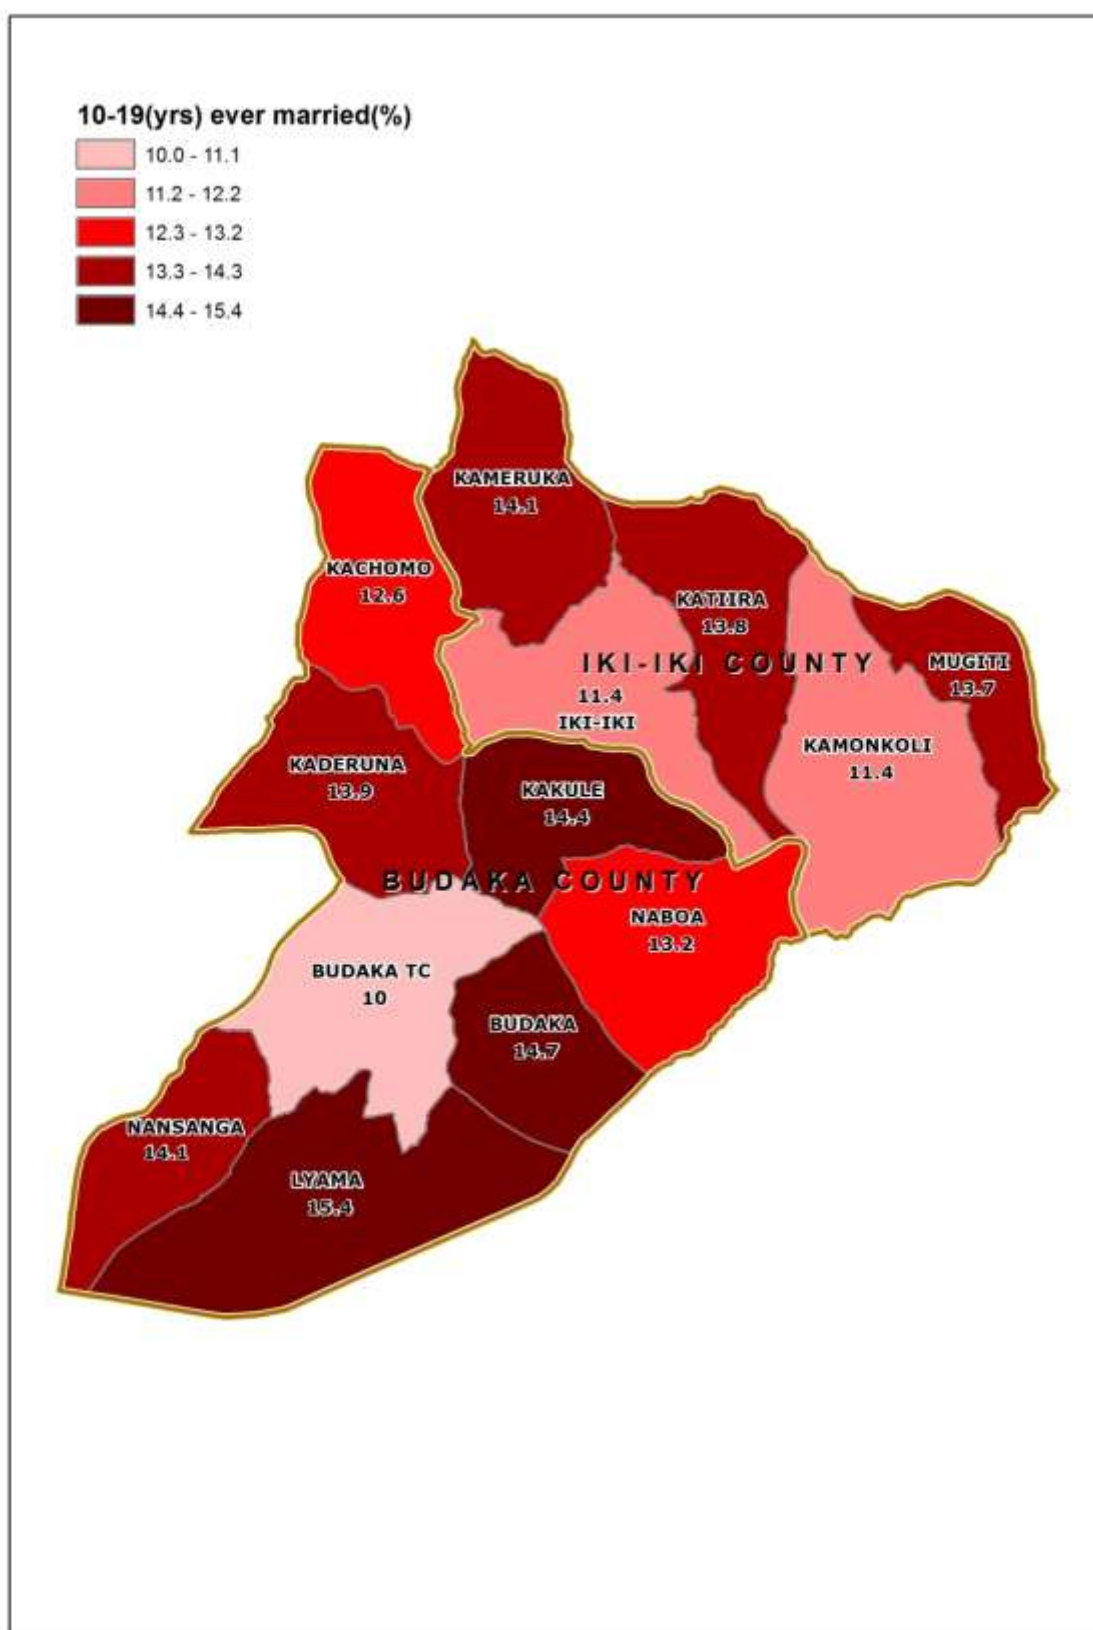 10-19(yrs) ever married(%)
10.0 - 11.1
11.2 - 12.2
12.3 - 13.2
13.3 - 14.3
14.4 - 15.4
KAMERUKA
14.1
KACHOMO
12.6
KATIIRA
13.8
IKI-IKI COUNTY
MUGITI
13.7
11.4
IKI-IKI
KAMONKOLI
11.4
KADERUNA
13.9
KAKULE
14.4
BUDAKA COUNTY
NABOA
13.2
BUDAKA TC
10
BUDAKA
14.7
NANSANGA
14.1
LYAMA
15.4